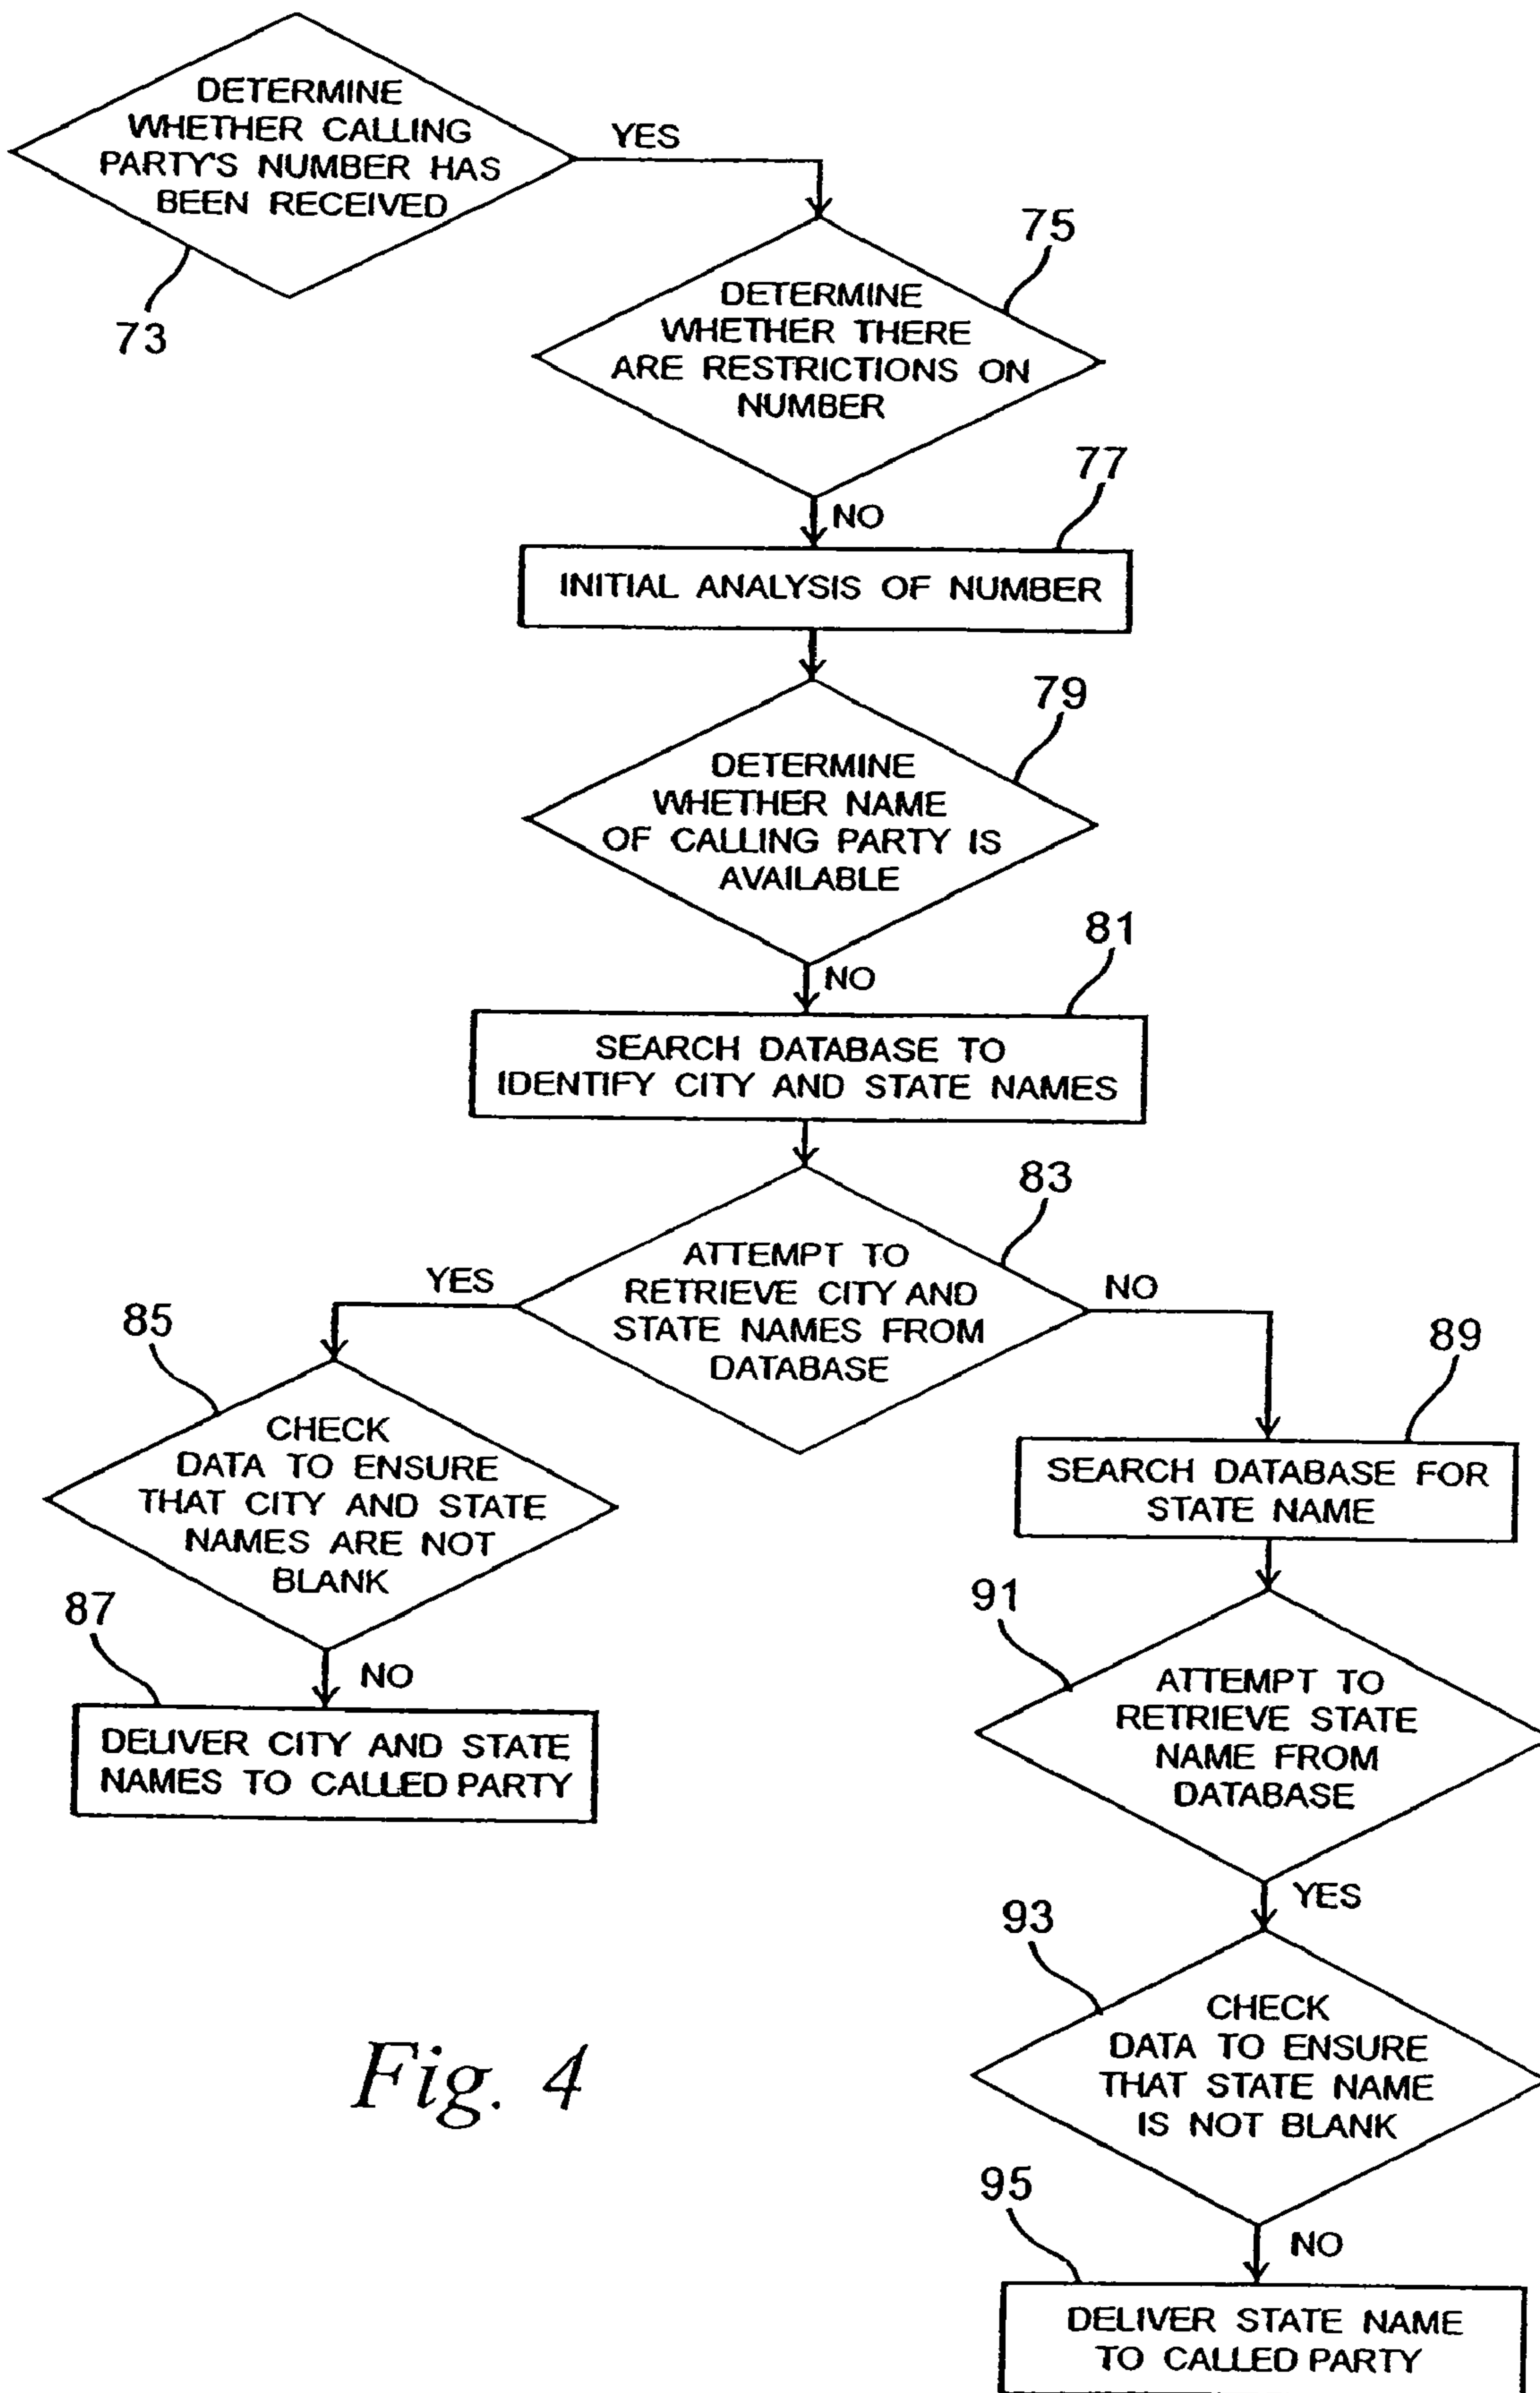 DETERMINE
WHETHER CALLING
PARTY'S NUMBER HAS
BEEN RECEIVED
YES
73
75
DETERMINE
WHETHER THERE
ARE RESTRICTIONS ON
NUMBER
NO
77
INITIAL ANALYSIS OF NUMBER
79
DETERMINE
WHETHER NAME
OF CALLING PARTY IS
AVAILABLE
NO
81
SEARCH DATABASE TO
IDENTIFY CITY AND STATE NAMES
83
ATTEMPT TO
RETRIEVE CITY AND
STATE NAMES FROM
DATABASE
YES
NO
85
CHECK
DATA TO ENSURE
THAT CITY AND STATE
NAMES ARE NOT
BLANK
NO
87
DELIVER CITY AND STATE
NAMES TO CALLED PARTY
89
SEARCH DATABASE FOR
STATE NAME
91
ATTEMPT TO
RETRIEVE STATE
NAME FROM
DATABASE
YES
93
CHECK
DATA TO ENSURE
THAT STATE NAME
IS NOT BLANK
NO
95
DELIVER STATE NAME
TO CALLED PARTY
Fig. 4